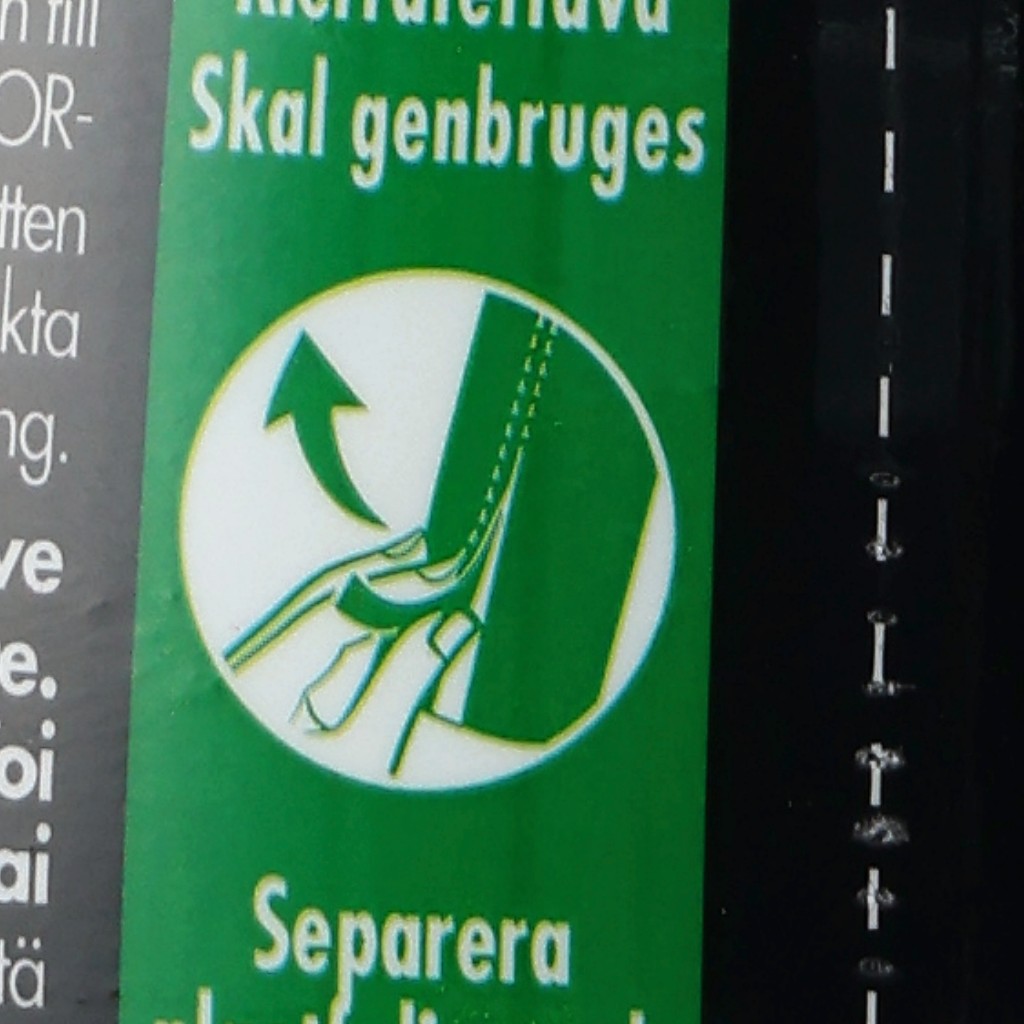 till
OR-
tten
kta
ng.
ve
e.
oi
ai
tä
Skal genbruges
Separera